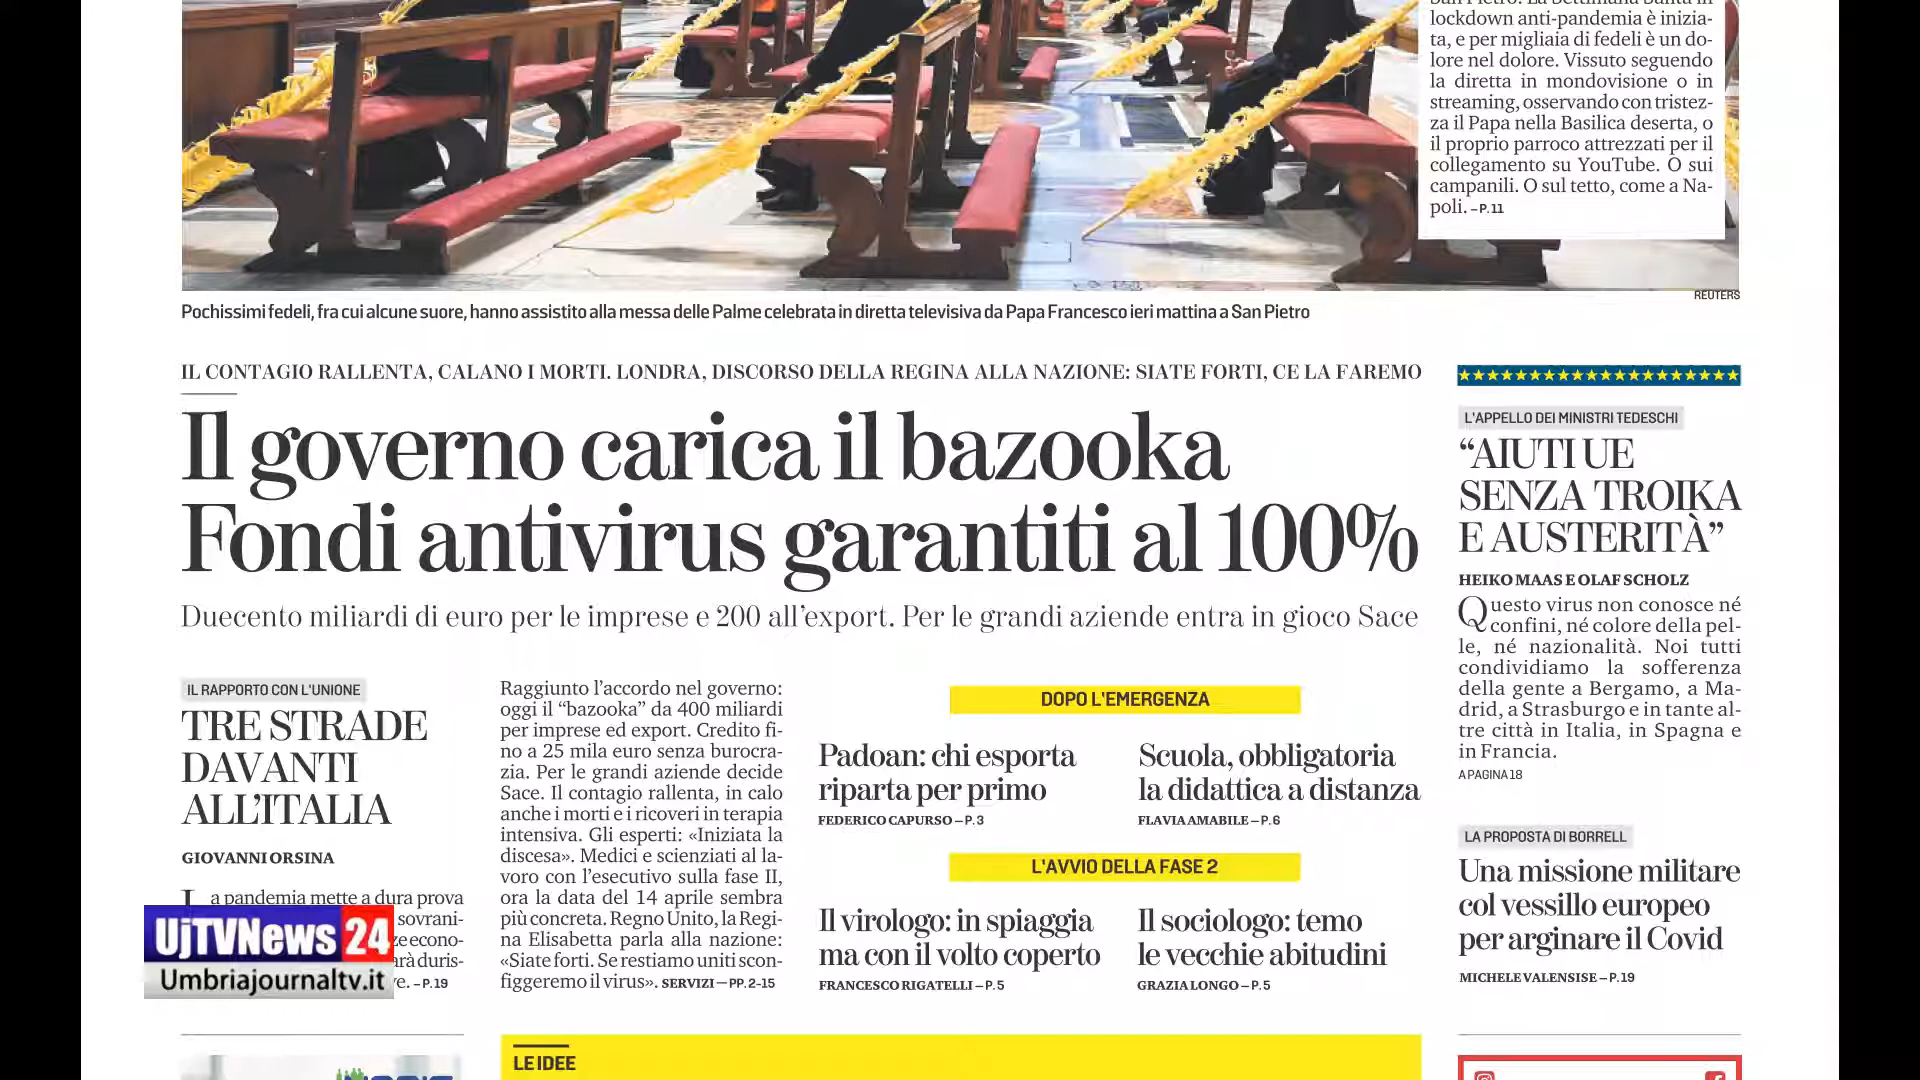 lockdown anti-pandemia è inizia-
ta, e per migliaia di fedeli è un do-
lore nel dolore. Vissuto seguendo
la diretta in mondovisione o in
streaming, osservando con tristez-
za il Papa nella Basilica deserta, o
il proprio parroco attrezzati per il
collegamento su YouTube. O sui
campanili. O sul tetto, come a Na-
poli. – P. 11
REUTERS
Pochissimi fedeli, fra cui alcune suore, hanno assistito alla messa delle Palme celebrata in diretta televisiva da Papa Francesco ieri mattina a San Pietro
IL CONTAGIO RALLENTA, CALANO I MORTI. LONDRA, DISCORSO DELLA REGINA ALLA NAZIONE: SIATE FORTI, CE LA FAREMO
Il governo carica il bazooka
Fondi antivirus garantiti al 100%
Duecento miliardi di euro per le imprese e 200 all’export. Per le grandi aziende entra in gioco Sace
IL RAPPORTO CON L'UNIONE
TRE STRADE
DAVANTI
ALL’ITALIA
GIOVANNI ORSINA
La pandemia mette a dura prova
sovrani-
ze econo-
arà duris-
ve. – P. 19
UjTVNews 24
Umbriajournaltv.it
Raggiunto l’accordo nel governo:
oggi il “bazooka” da 400 miliardi
per imprese ed export. Credito fi-
no a 25 mila euro senza burocra-
zia. Per le grandi aziende decide
Sace. Il contagio rallenta, in calo
anche i morti e i ricoveri in terapia
intensiva. Gli esperti: «Iniziata la
discesa». Medici e scienziati al la-
voro con l’esecutivo sulla fase II,
ora la data del 14 aprile sembra
più concreta. Regno Unito, la Regi-
na Elisabetta parla alla nazione:
«Siate forti. Se restiamo uniti scon-
figgeremo il virus». SERVIZI — PP. 2-15
DOPO L'EMERGENZA
Padoan: chi esporta
riparta per primo
FEDERICO CAPURSO – P. 3
Scuola, obbligatoria
la didattica a distanza
FLAVIA AMABILE – P. 6
L'AVVIO DELLA FASE 2
Il virologo: in spiaggia
ma con il volto coperto
FRANCESCO RIGATELLI – P. 5
Il sociologo: temo
le vecchie abitudini
GRAZIA LONGO – P. 5
L'APPELLO DEI MINISTRI TEDESCHI
“AIUTI UE
SENZA TROIKA
E AUSTERITÀ”
HEIKO MAAS E OLAF SCHOLZ
Questo virus non conosce né
confini, né colore della pel-
le, né nazionalità. Noi tutti
condividiamo la sofferenza
della gente a Bergamo, a Ma-
drid, a Strasburgo e in tante al-
tre città in Italia, in Spagna e
in Francia.
A PAGINA 18
LA PROPOSTA DI BORRELL
Una missione militare
col vessillo europeo
per arginare il Covid
MICHELE VALENSISE – P. 19
LE IDEE